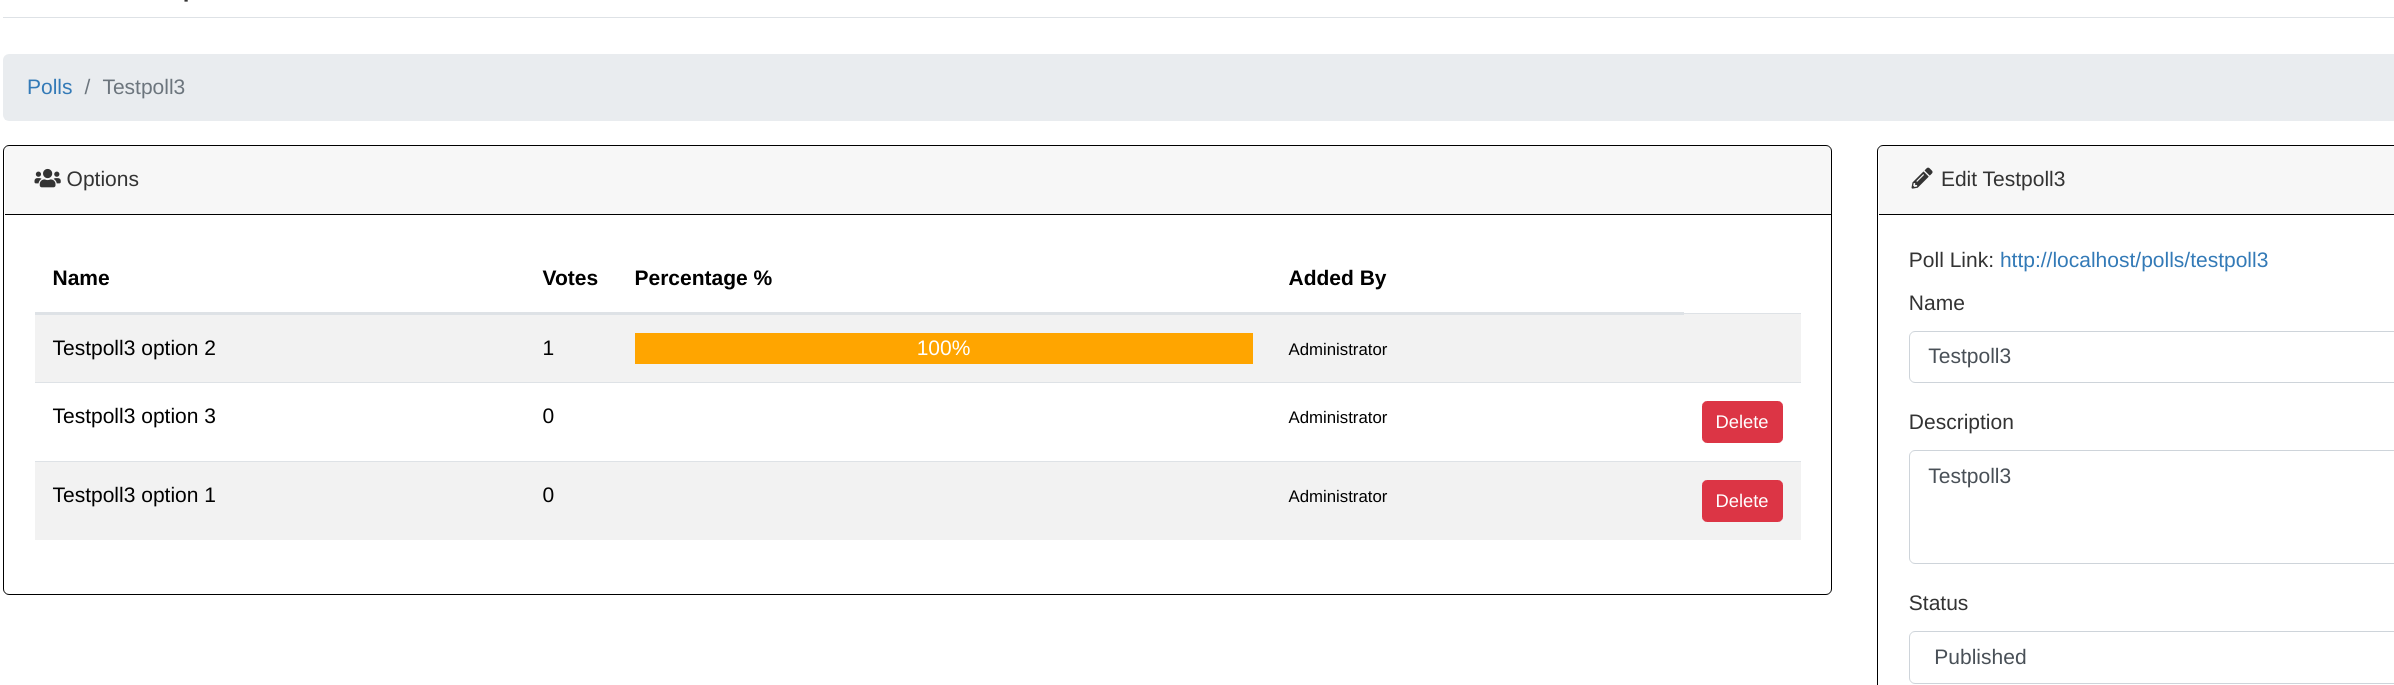 Polls / Testpoll3
Options
Name Votes Percentage % Added By
Testpoll3 option 2 1 100% Administrator
Testpoll3 option 3 0 Administrator Delete
Testpoll3 option 1 0 Administrator Delete
Edit Testpoll3
Poll Link: http://localhost/polls/testpoll3
Name
Testpoll3
Description
Testpoll3
Status
Published